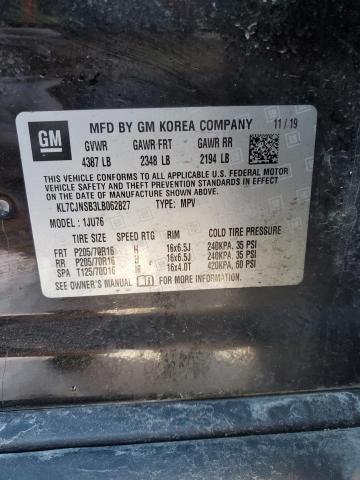 GM MFD BY GM KOREA COMPANY 11/19
GVWR GAWR FRT GAWR RR
4387 LB 2348 LB 2194 LB
THIS VEHICLE CONFORMS TO ALL APPLICABLE U.S. FEDERAL MOTOR
VEHICLE SAFETY, BUMPER, AND THEFT PREVENTION STANDARDS IN EFFECT
ON THE DATE OF MANUFACTURE SHOWN ABOVE.
KL7CJNSB3LB062827 TYPE: MPV
MODEL : 1JU76
TIRE SIZE SPEED RTG RIM COLD TIRE PRESSURE
FRT P205/70R16 H 16x6.5J 240KPA, 35 PSI
RR P205/70R16 H 16x6.5J 240KPA, 35 PSI
SPA T125/70D16 M 16x4.0T 420KPA, 60 PSI
SEE OWNER'S MANUAL FOR MORE INFORMATION.